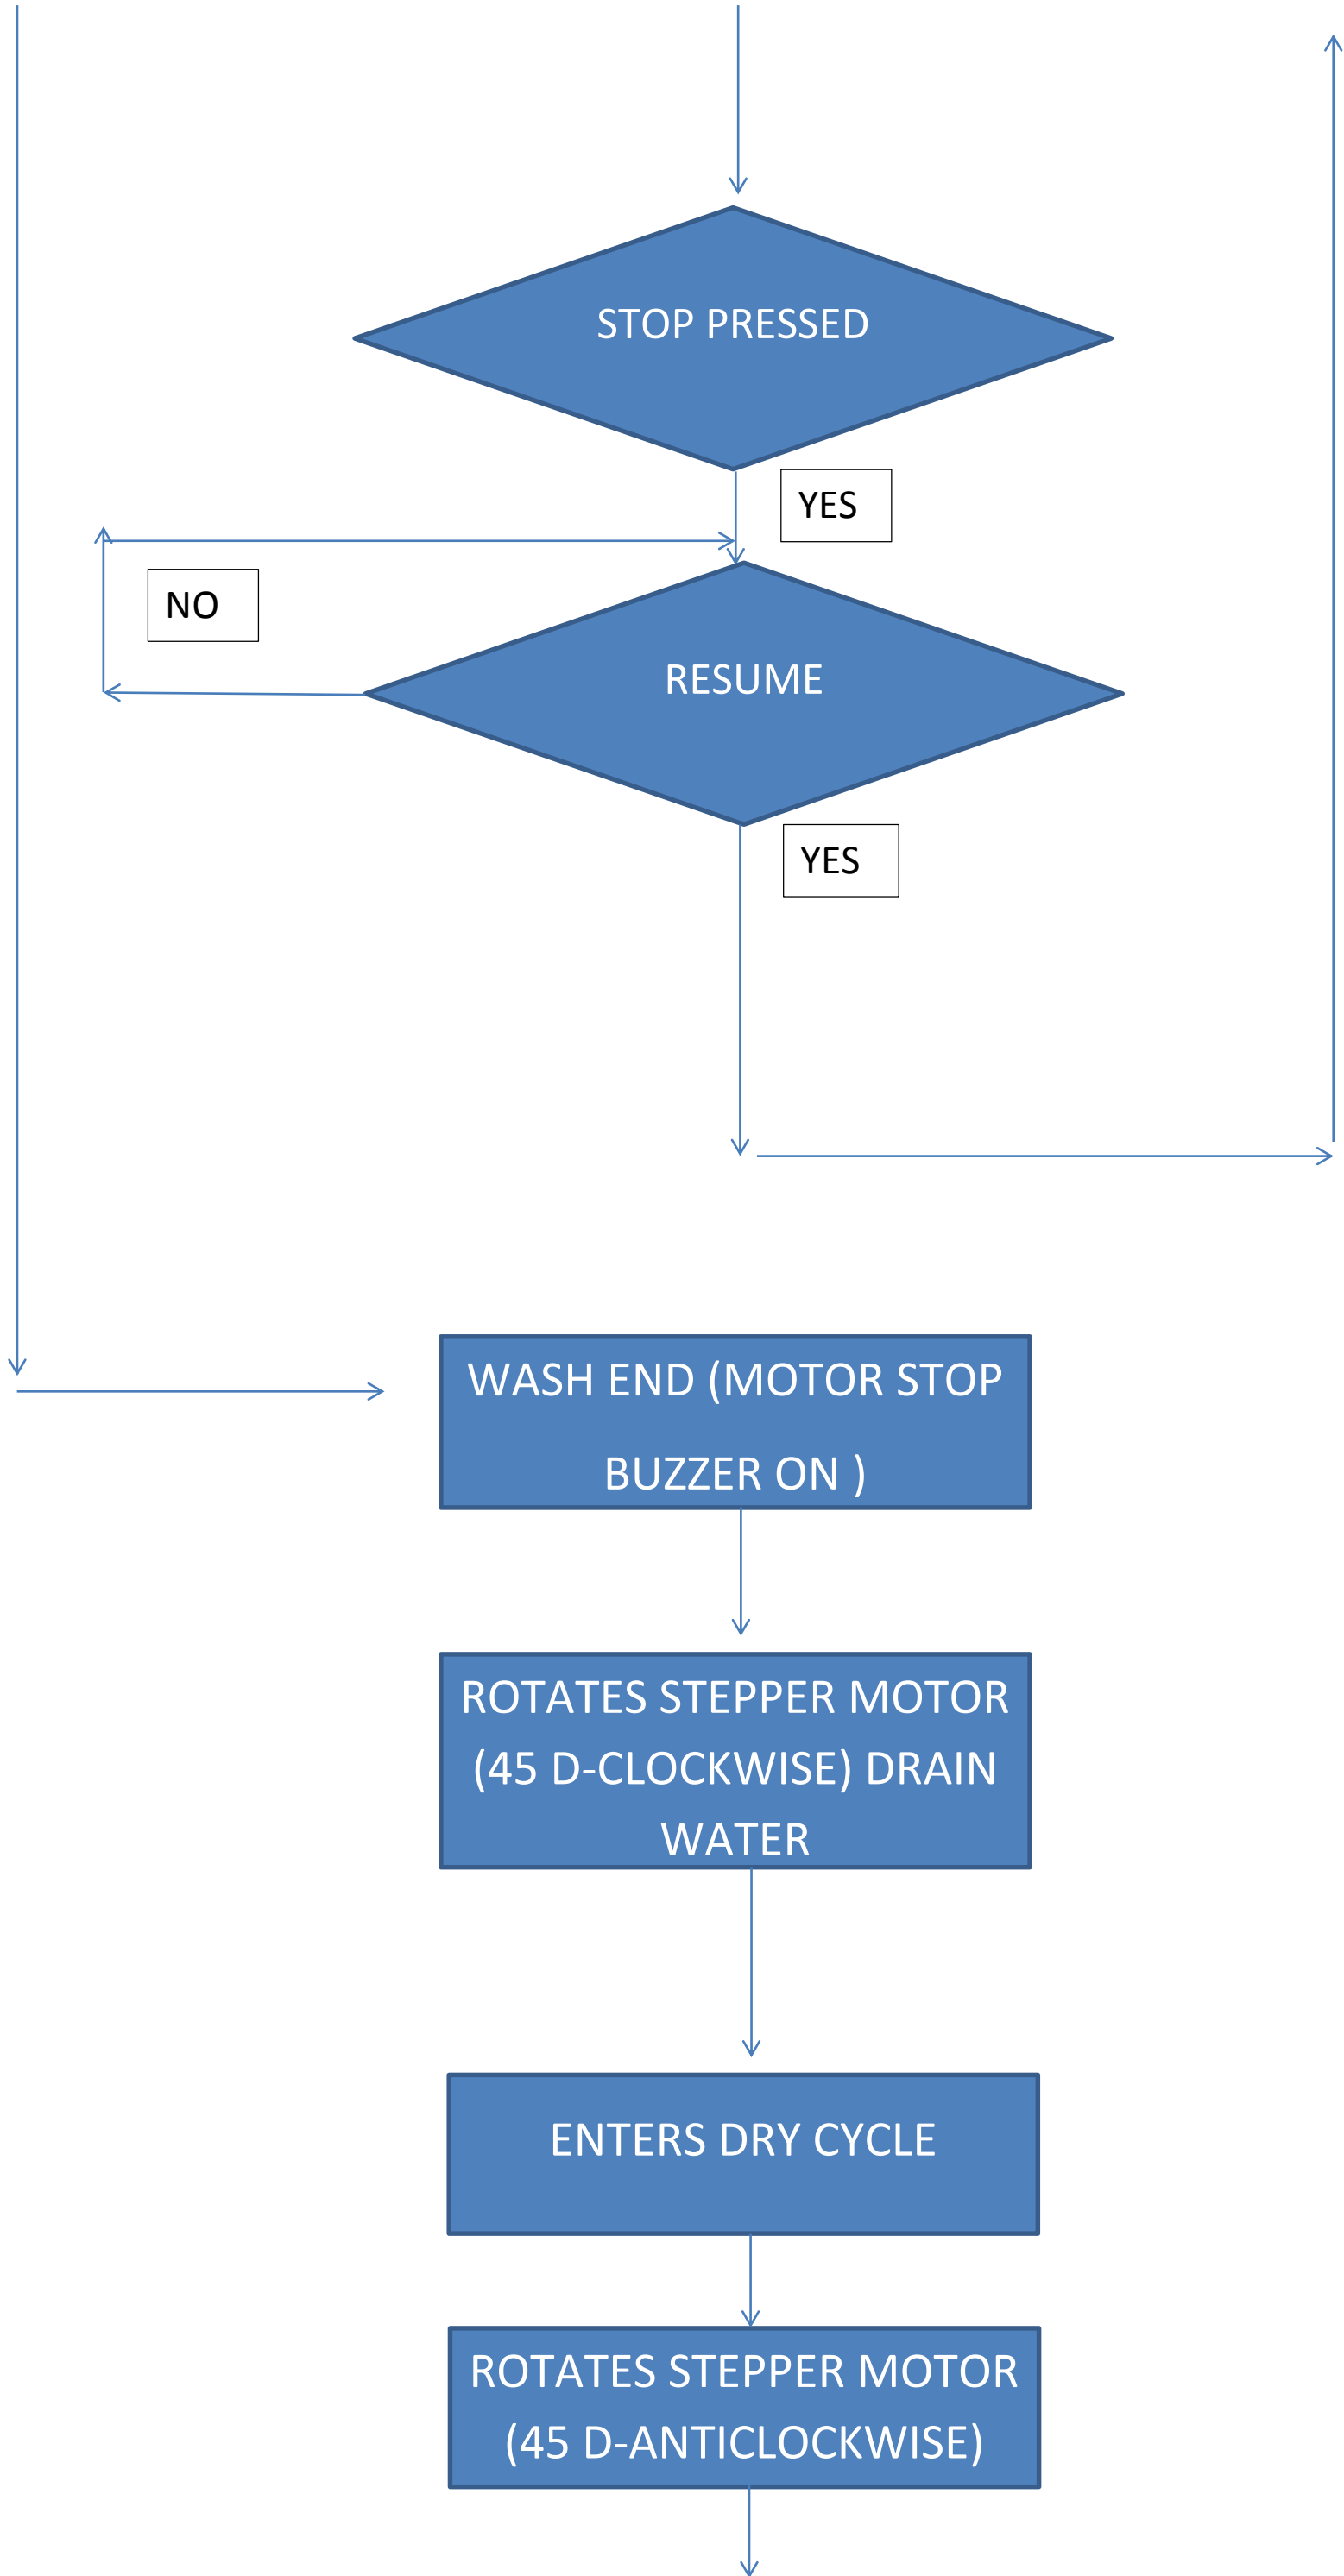 STOP PRESSED
YES
NO
RESUME
YES
WASH END (MOTOR STOP
BUZZER ON )
ROTATES STEPPER MOTOR
(45 D-CLOCKWISE) DRAIN
WATER
ENTERS DRY CYCLE
ROTATES STEPPER MOTOR
(45 D-ANTICLOCKWISE)